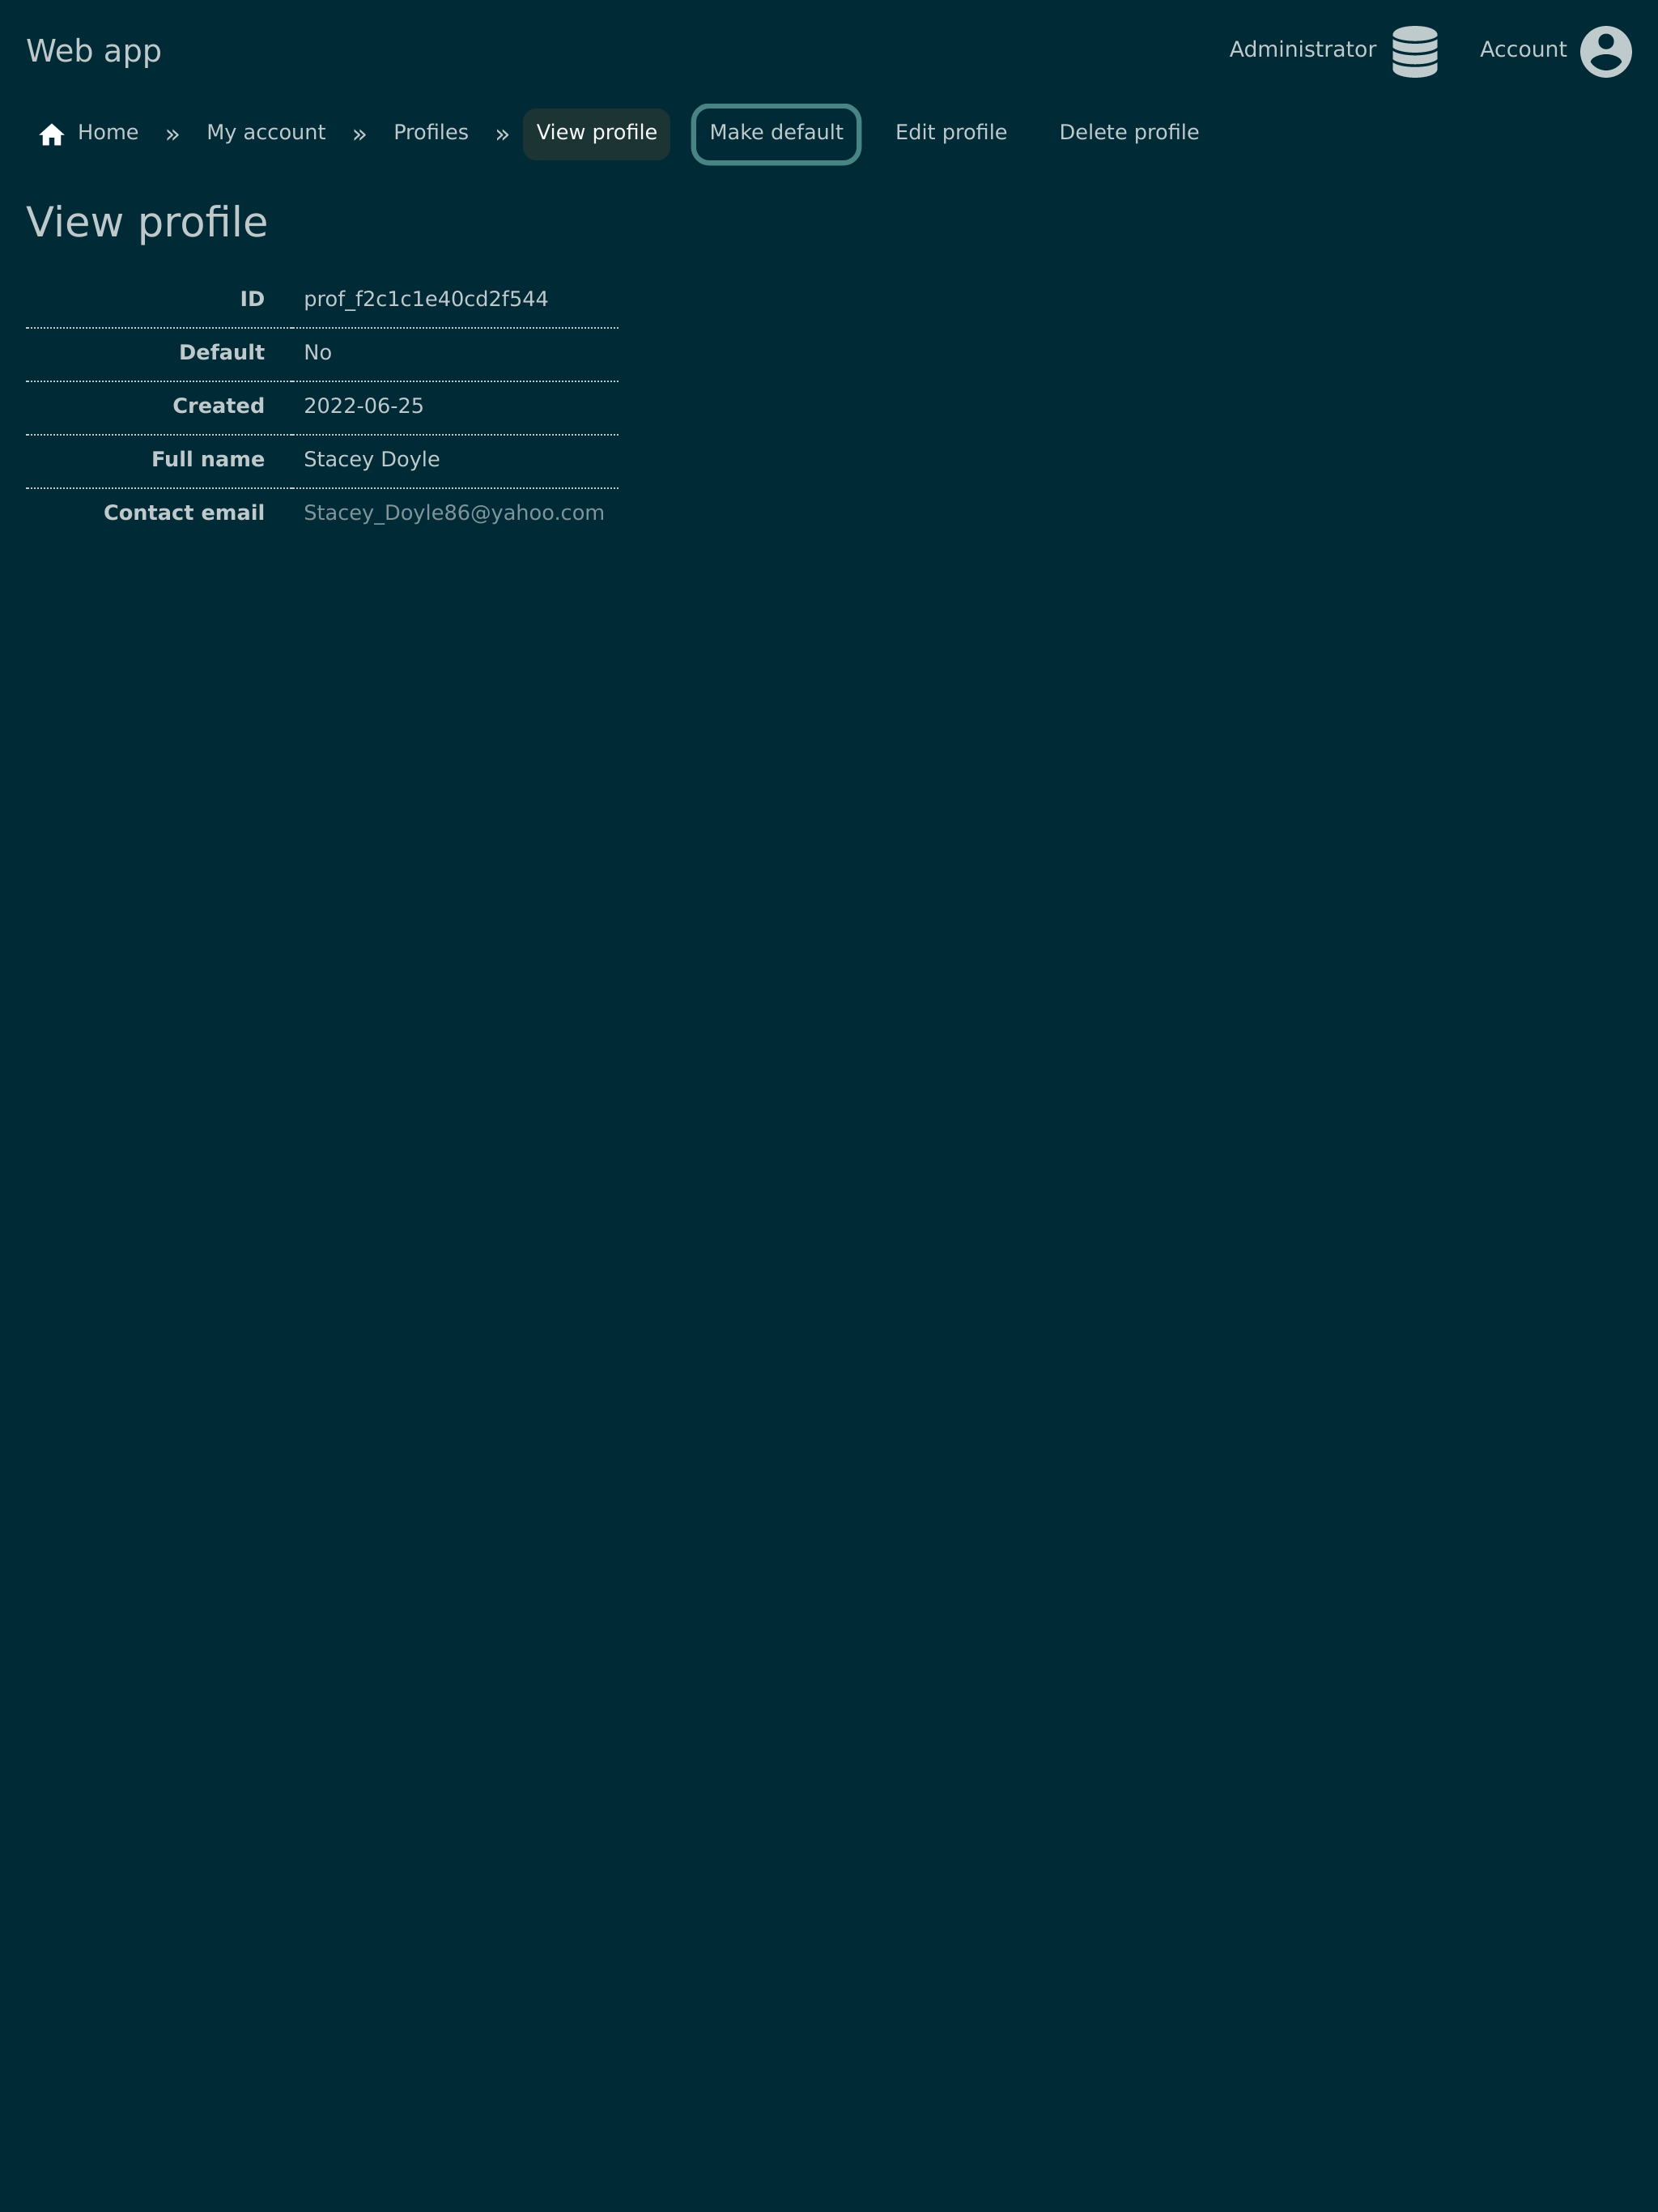 Web app
Administrator
Account
Home » My account » Profiles » View profile Make default Edit profile Delete profile
View profile
ID prof_f2c1c1e40cd2f544
Default No
Created 2022-06-25
Full name Stacey Doyle
Contact email Stacey_Doyle86@yahoo.com